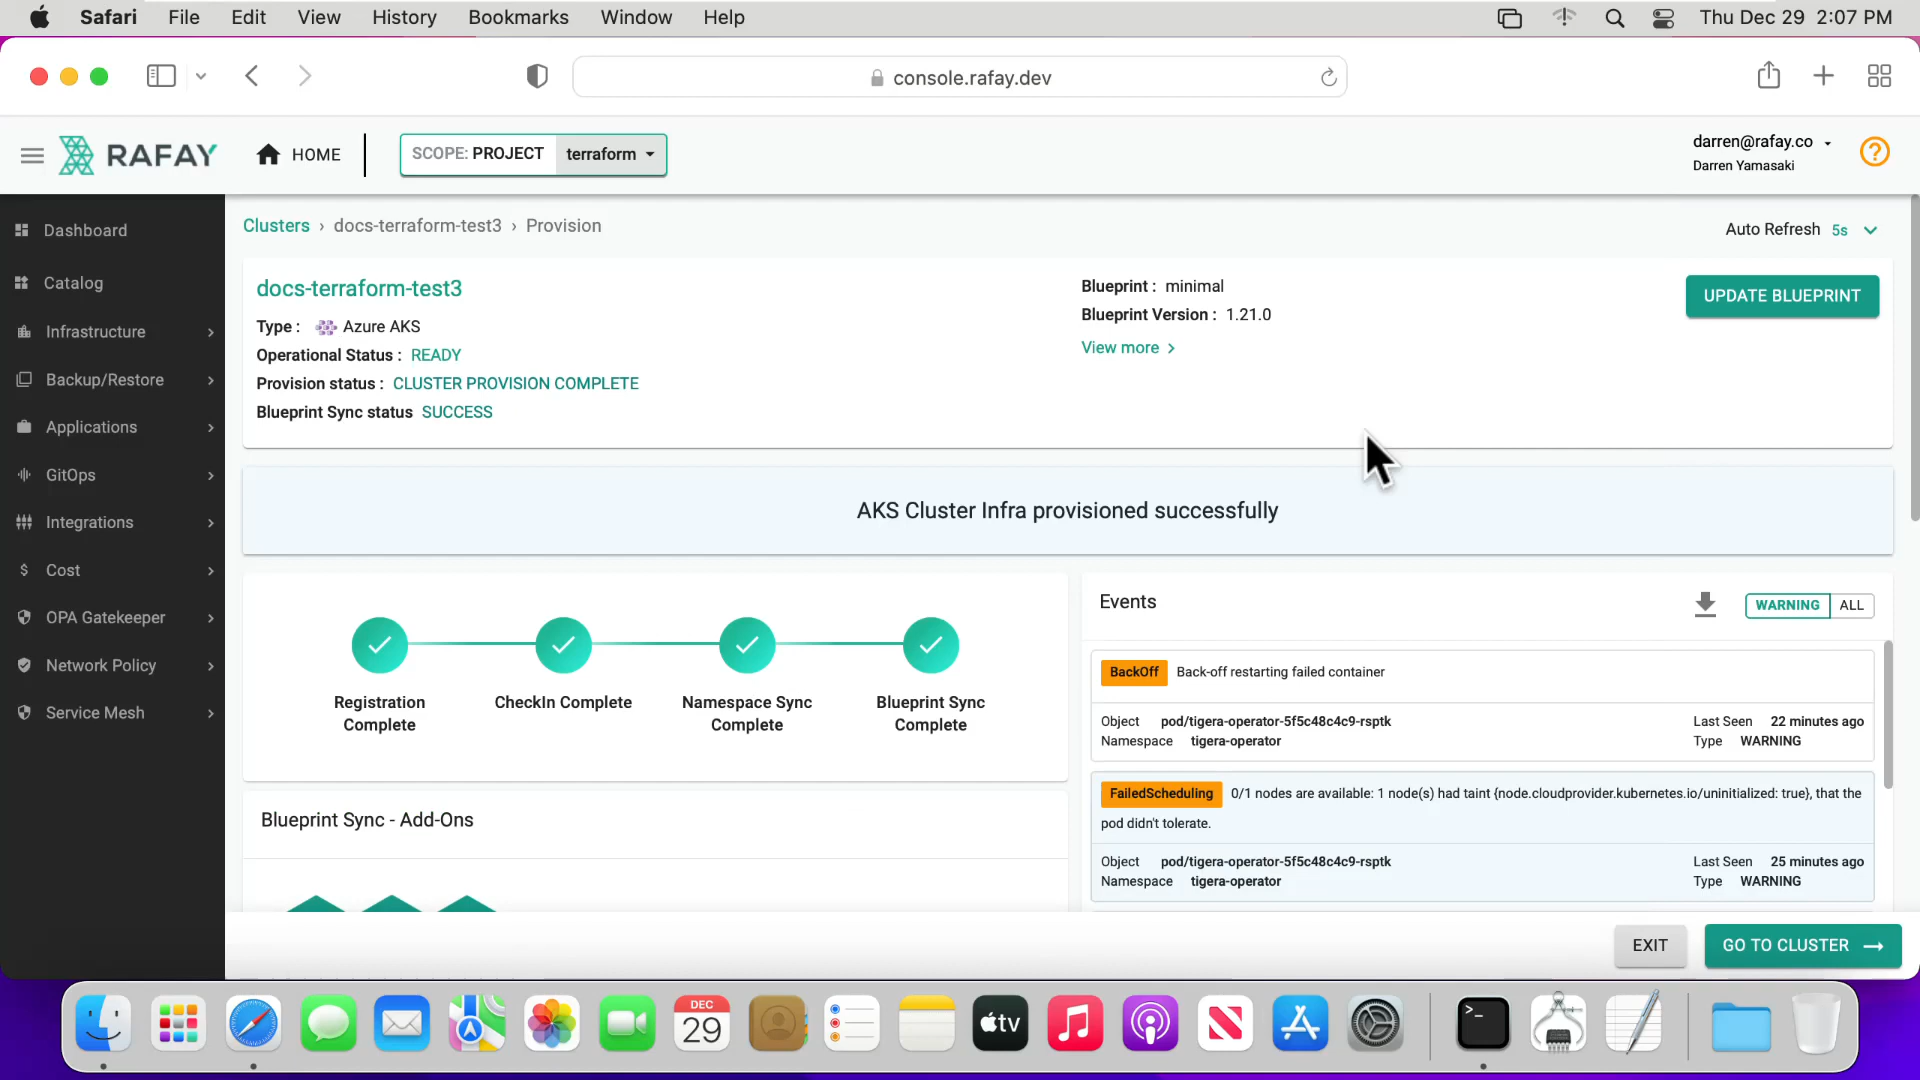 Safari File Edit View History Bookmarks Window Help Thu Dec 29 2:07 PM
console.rafay.dev
RAFAY HOME SCOPE: PROJECT terraform darren@rafay.co
Darren Yamasaki
?
Dashboard
Catalog
Infrastructure
Backup/Restore
Applications
GitOps
Integrations
$ Cost
OPA Gatekeeper
Network Policy
Service Mesh
Clusters › docs-terraform-test3 › Provision
Auto Refresh 5s
docs-terraform-test3
Type : Azure AKS
Operational Status : READY
Provision status : CLUSTER PROVISION COMPLETE
Blueprint Sync status SUCCESS
Blueprint : minimal
Blueprint Version : 1.21.0
View more >
UPDATE BLUEPRINT
AKS Cluster Infra provisioned successfully
Registration
Complete
CheckIn Complete
Namespace Sync
Complete
Blueprint Sync
Complete
Blueprint Sync - Add-Ons
Events
WARNING ALL
BackOff Back-off restarting failed container
Object pod/tigera-operator-5f5c48c4c9-rsptk Last Seen 22 minutes ago
Namespace tigera-operator Type WARNING
FailedScheduling 0/1 nodes are available: 1 node(s) had taint {node.cloudprovider.kubernetes.io/uninitialized: true}, that the
pod didn't tolerate.
Object pod/tigera-operator-5f5c48c4c9-rsptk Last Seen 25 minutes ago
Namespace tigera-operator Type WARNING
EXIT
GO TO CLUSTER →
DEC
29
tv
>_